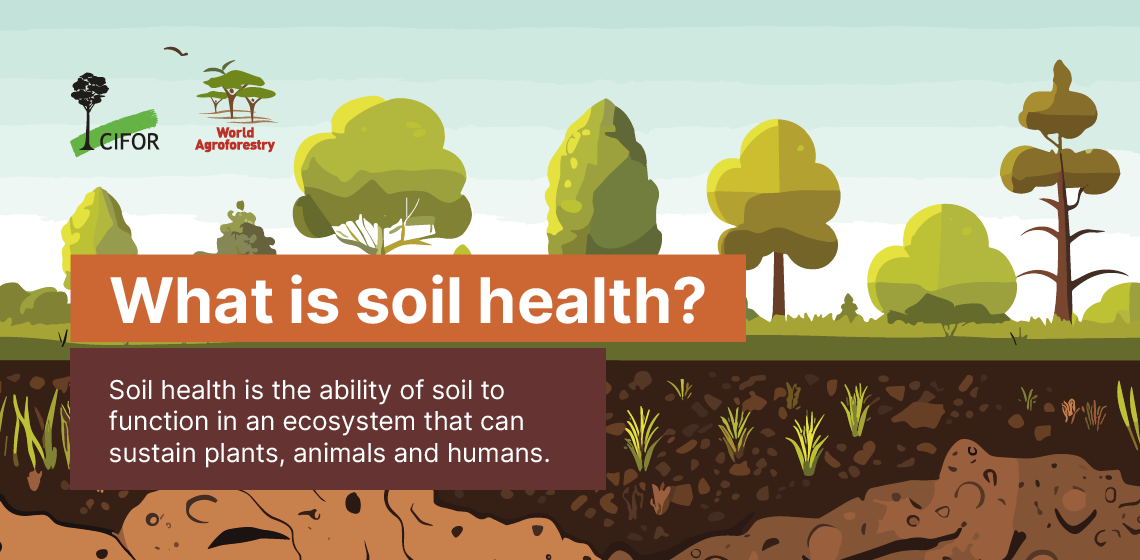 CIFOR
World
Agroforestry
What is soil health?
Soil health is the ability of soil to
function in an ecosystem that can
sustain plants, animals and humans.